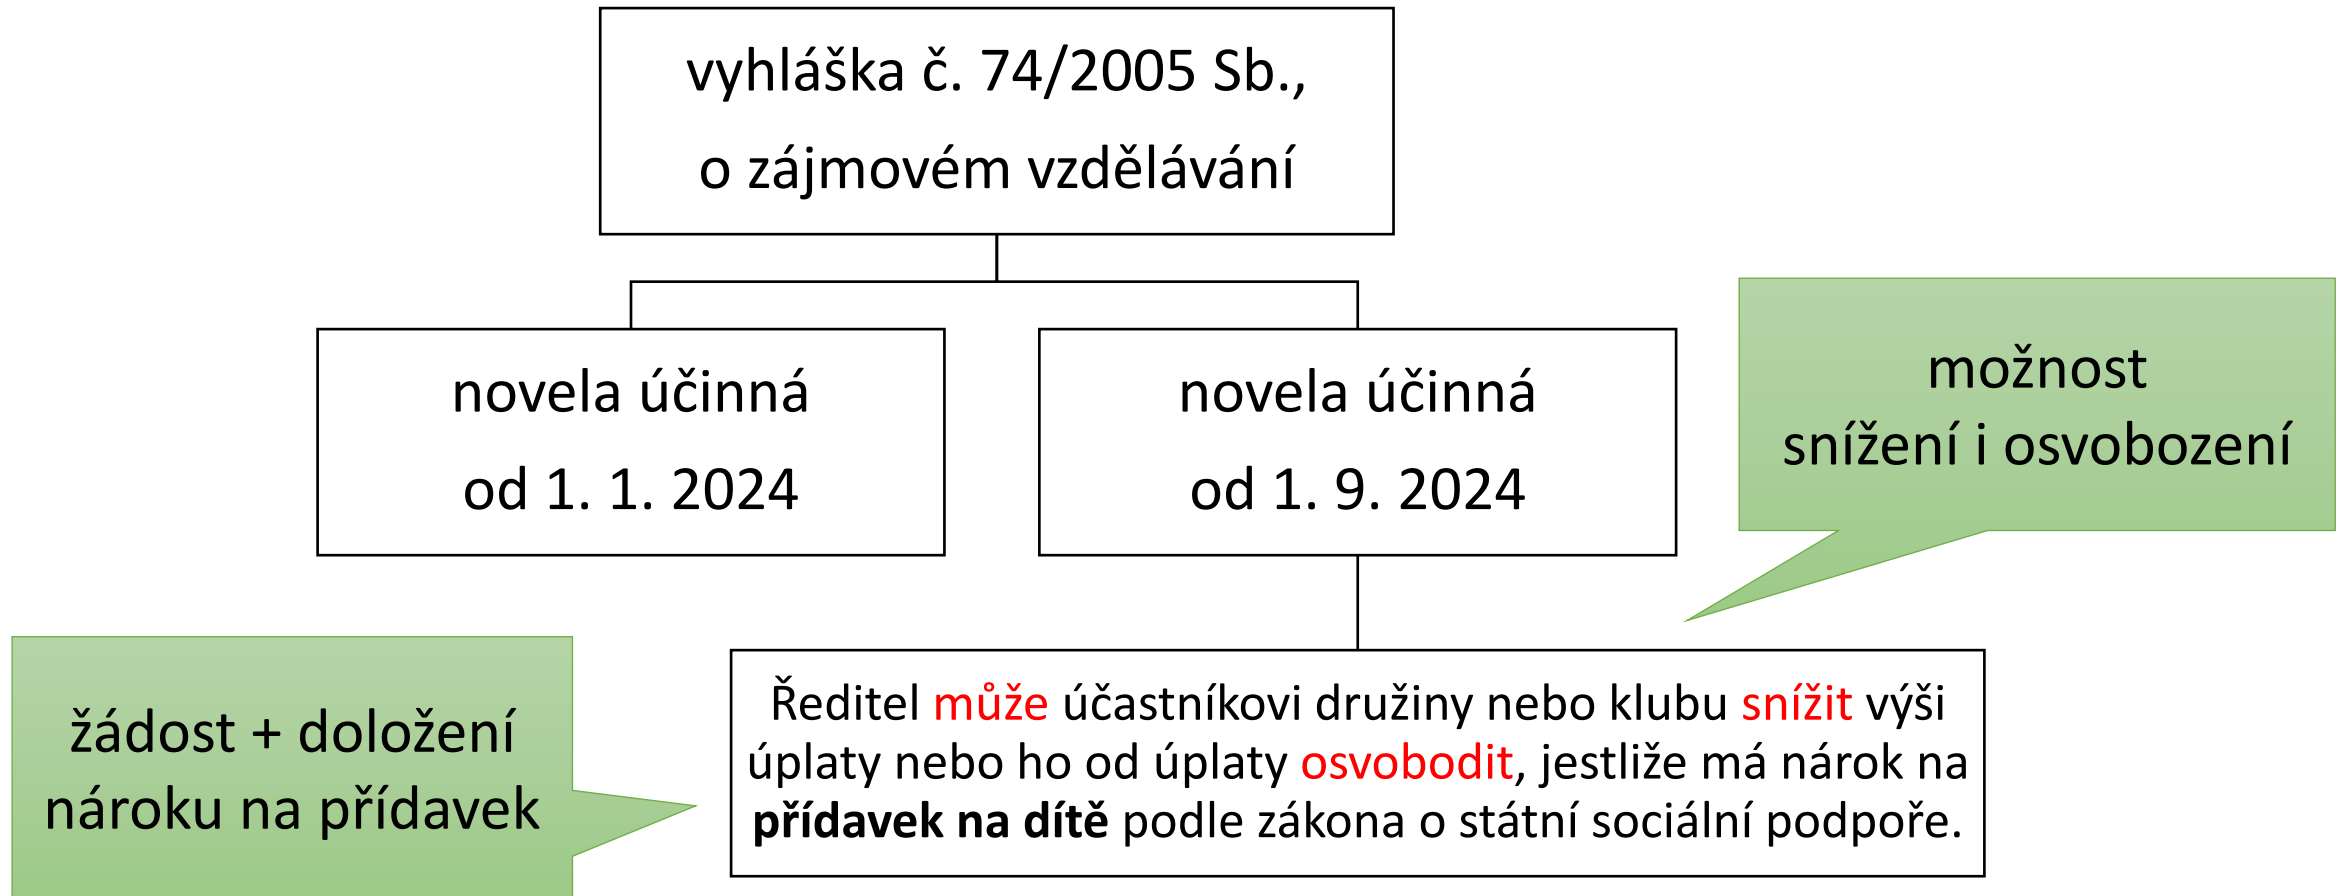 vyhláška č. 74/2005 Sb.,
o zájmovém vzdělávání
novela účinná
od 1. 1. 2024
novela účinná
od 1. 9. 2024
možnost
snížení i osvobození
žádost + doložení
nároku na přídavek
Ředitel může účastníkovi družiny nebo klubu snížit výši
úplaty nebo ho od úplaty osvobodit, jestliže má nárok na
přídavek na dítě podle zákona o státní sociální podpoře.